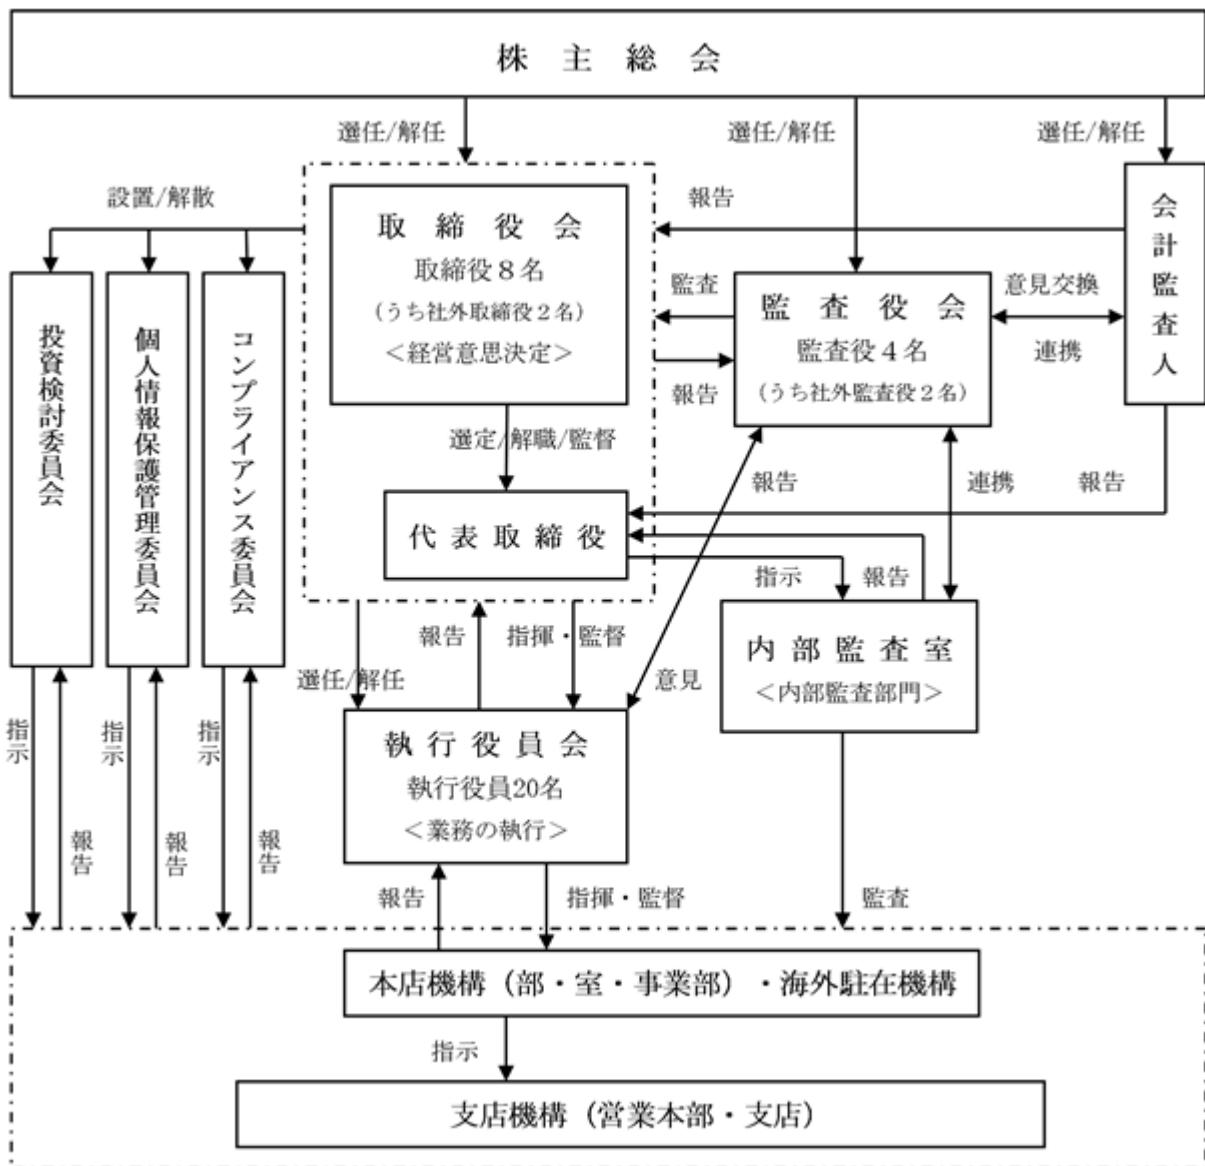 株主総会
選任/解任
選任/解任
選任/解任
設置/解散
取締役会
取締役８名
（うち社外取締役２名）
＜経営意思決定＞
報告
会計監査人
監査
報告
監査役会
監査役４名
（うち社外監査役２名）
意見交換
連携
投資検討委員会
個人情報保護管理委員会
コンプライアンス委員会
選定/解職/監督
代表取締役
報告
連携
報告
指示
報告
内部監査室
＜内部監査部門＞
選任/解任
報告
指揮・監督
意見
執行役員会
執行役員20名
＜業務の執行＞
指示
報告
指示
報告
指示
報告
報告
指揮・監督
監査
本店機構（部・室・事業部）・海外駐在機構
指示
支店機構（営業本部・支店）